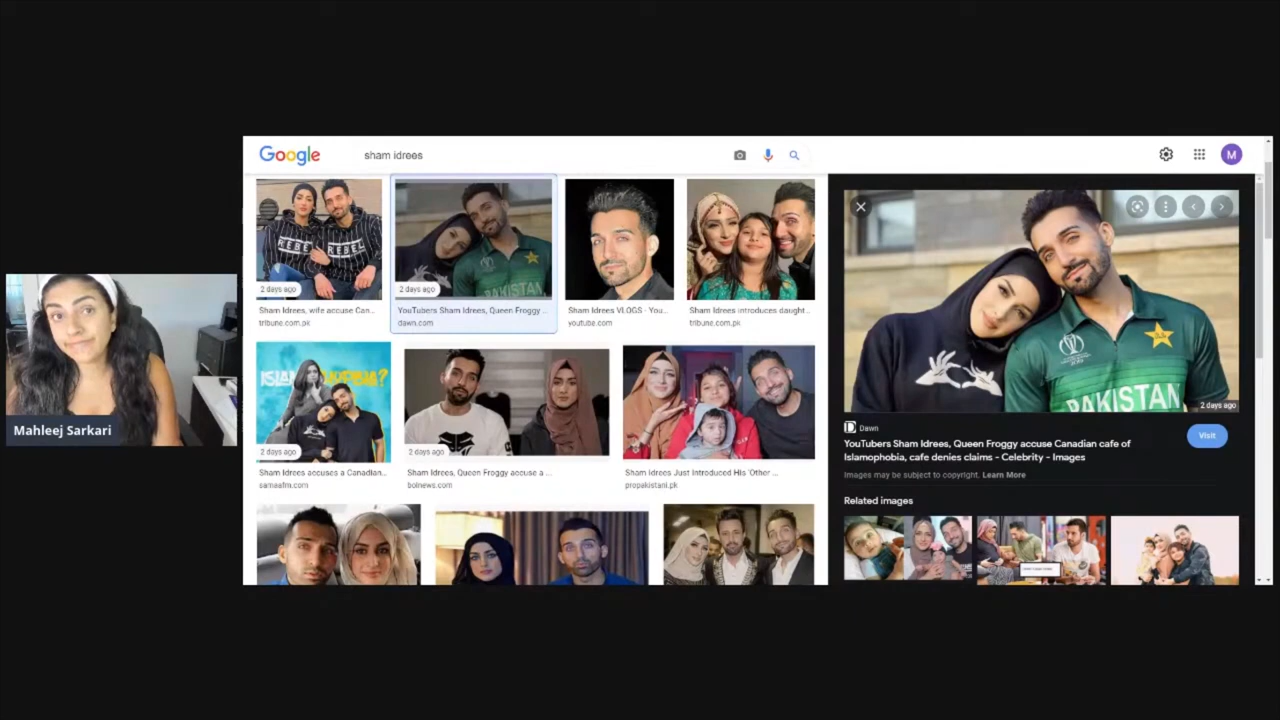 Google
sham idrees
M
REBEL
REBEL
2 days ago
Sham Idrees, wife accuse Can...
tribune.com.pk
2 days ago
YouTubers Sham Idrees, Queen Froggy ...
dawn.com
Sham Idrees VLOGS - You...
youtube.com
Sham Idrees introduces daught...
tribune.com.pk
PAKISTAN
2 days ago
Dawn
YouTubers Sham Idrees, Queen Froggy accuse Canadian cafe of
Islamophobia, cafe denies claims - Celebrity - Images
Visit
Images may be subject to copyright. Learn More
Related images
2 days ago
Sham Idrees accuses a Canadian...
samaafm.com
2 days ago
Sham Idrees, Queen Froggy accuse a ...
bolnews.com
Sham Idrees Just Introduced His 'Other ...
propakistani.pk
Mahleej Sarkari